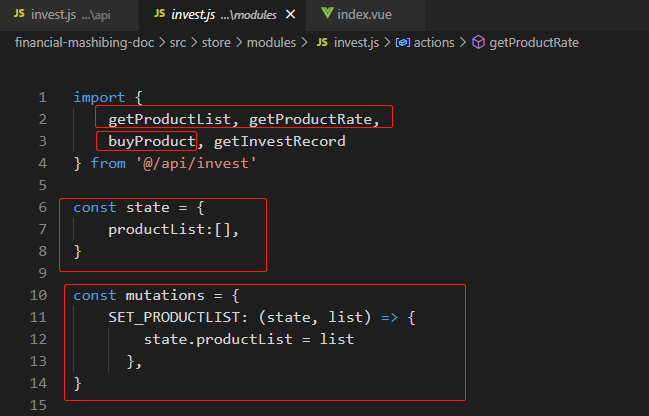 JS invest.js ...\api JS invest.js ...\modules × index.vue
financial-mashibing-doc > src > store > modules > JS invest.js > actions > getProductRate
1 import {
2 getProductList, getProductRate,
3 buyProduct, getInvestRecord
4 } from '@/api/invest'
5
6 const state = {
7 productList:[],
8 }
9
10 const mutations = {
11 SET_PRODUCTLIST: (state, list) => {
12 state.productList = list
13 },
14 }
15